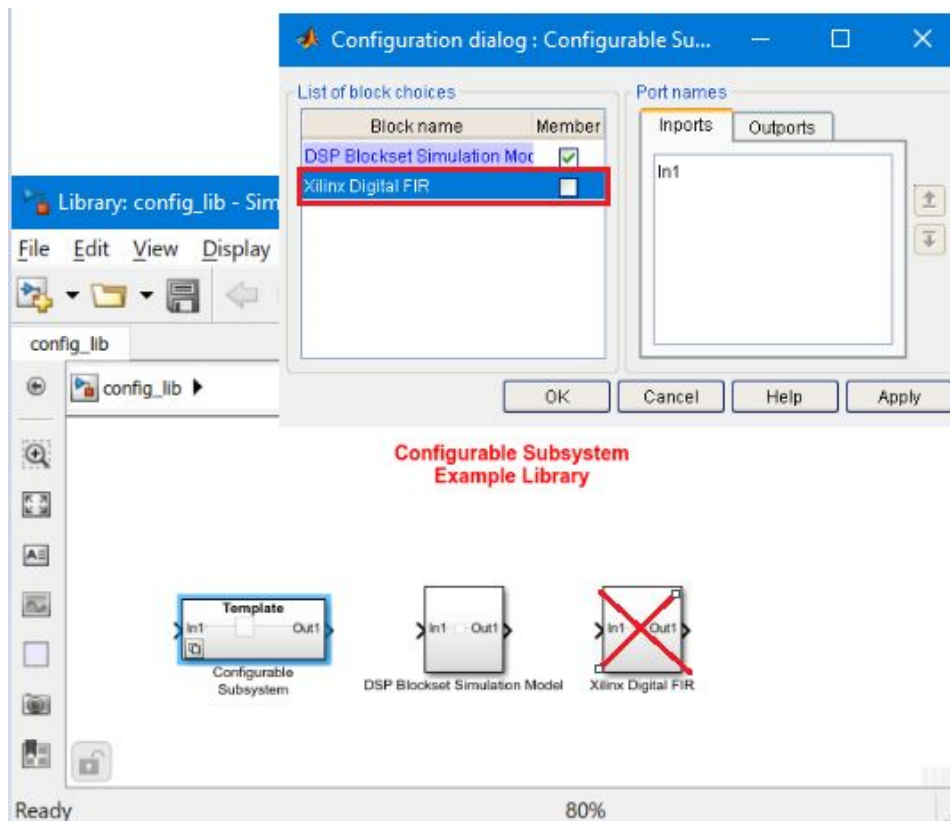 Configuration dialog : Configurable Su...
List of block choices
Port names
Block name Member
Inports Outports
DSP Blockset Simulation Moc
In1
Xilinx Digital FIR
Library: config_lib - Sim
File Edit View Display
config_lib
config_lib
OK Cancel Help Apply
Configurable Subsystem
Example Library
Template
In1 Out1
Configurable
Subsystem
In1 Out1
DSP Blockset Simulation Model
In1 Out1
Xilinx Digital FIR
Ready 80%